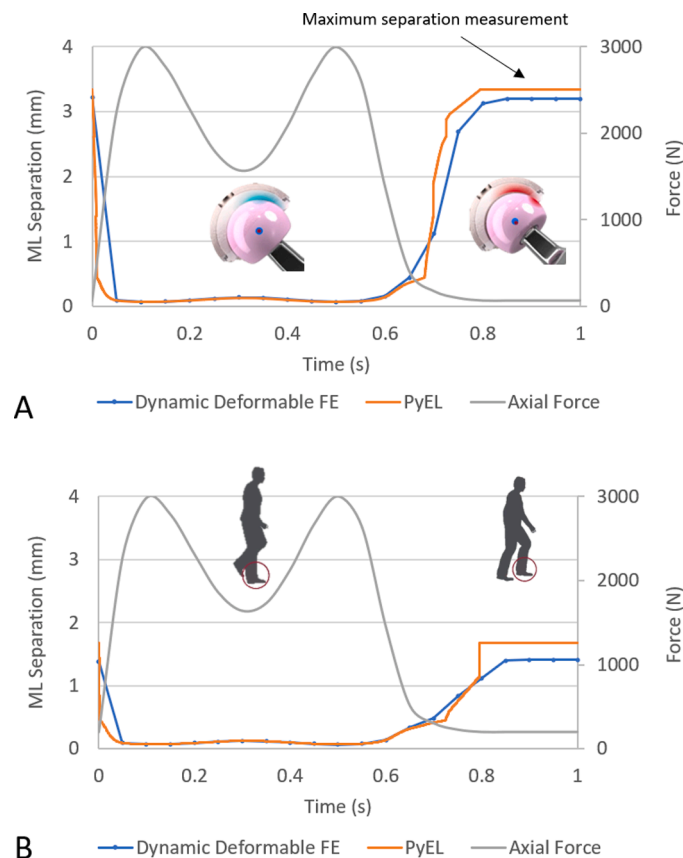 Maximum separation measurement
4
3
2
1
0
ML Separation (mm)
3000
2000
1000
0
Force (N)
0 0.2 0.4 0.6 0.8 1
Time (s)
A
Dynamic Deformable FE PyEL Axial Force
4
3
2
1
0
ML Separation (mm)
3000
2000
1000
0
Force (N)
0 0.2 0.4 0.6 0.8 1
Time (s)
B
Dynamic Deformable FE PyEL Axial Force